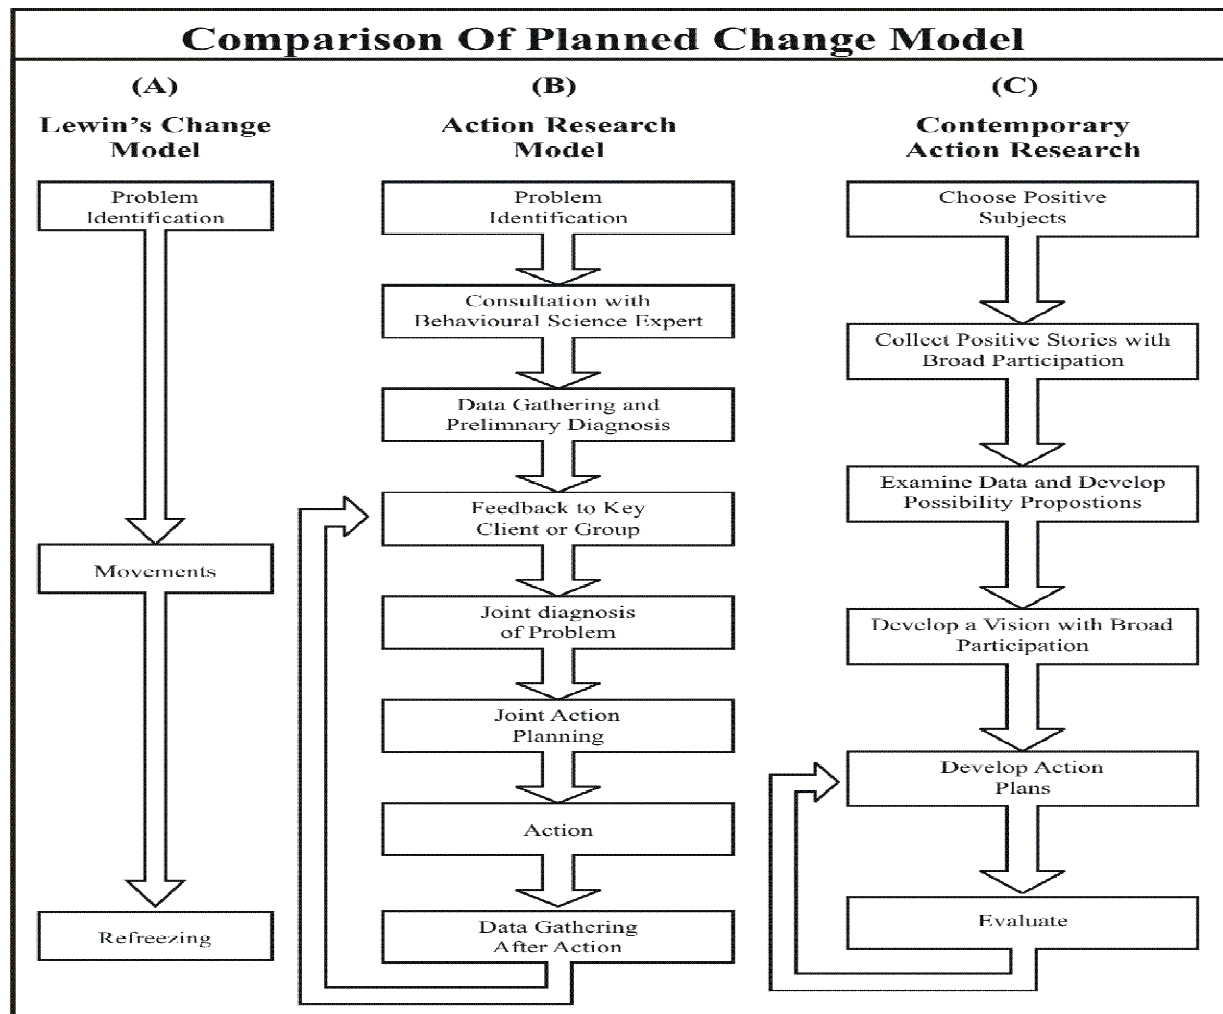 Comparison Of Planned Change Model
(A)
Lewin's Change
Model
Problem
Identification
Movements
Refreezing
(B)
Action Research
Model
Problem
Identification
Consultation with
Behavioural Science Expert
Data Gathering and
Prelimnary Diagnosis
Feedback to Key
Client or Group
Joint diagnosis
of Problem
Joint Action
Planning
Action
Data Gathering
After Action
(C)
Contemporary
Action Research
Choose Positive
Subjects
Collect Positive Stories with
Broad Participation
Examine Data and Develop
Possibility Propostions
Develop a Vision with Broad
Participation
Develop Action
Plans
Evaluate